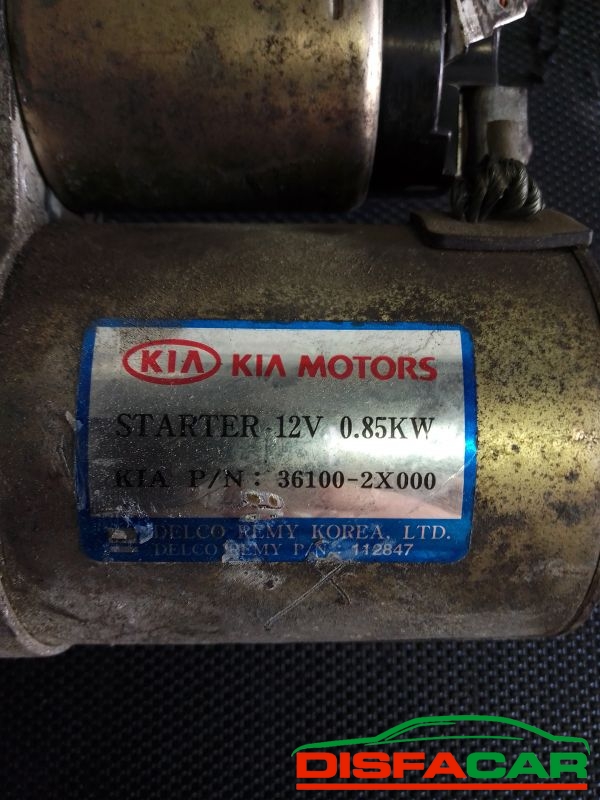 KIA KIA MOTORS
STARTER 12V 0.85KW
KIA P/N: 36100-2X000
DELCO REMY KOREA, LTD.
DELCO REMY P/N: 112847
DISFACAR